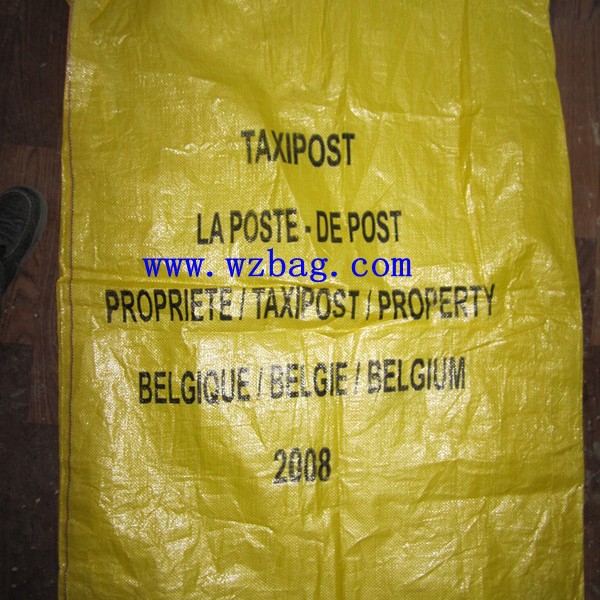 TAXIPOST
LA POSTE - DE POST
www.wzbag.com
PROPRIETE / TAXIPOST / PROPERTY
BELGIQUE / BELGIE / BELGIUM
2008